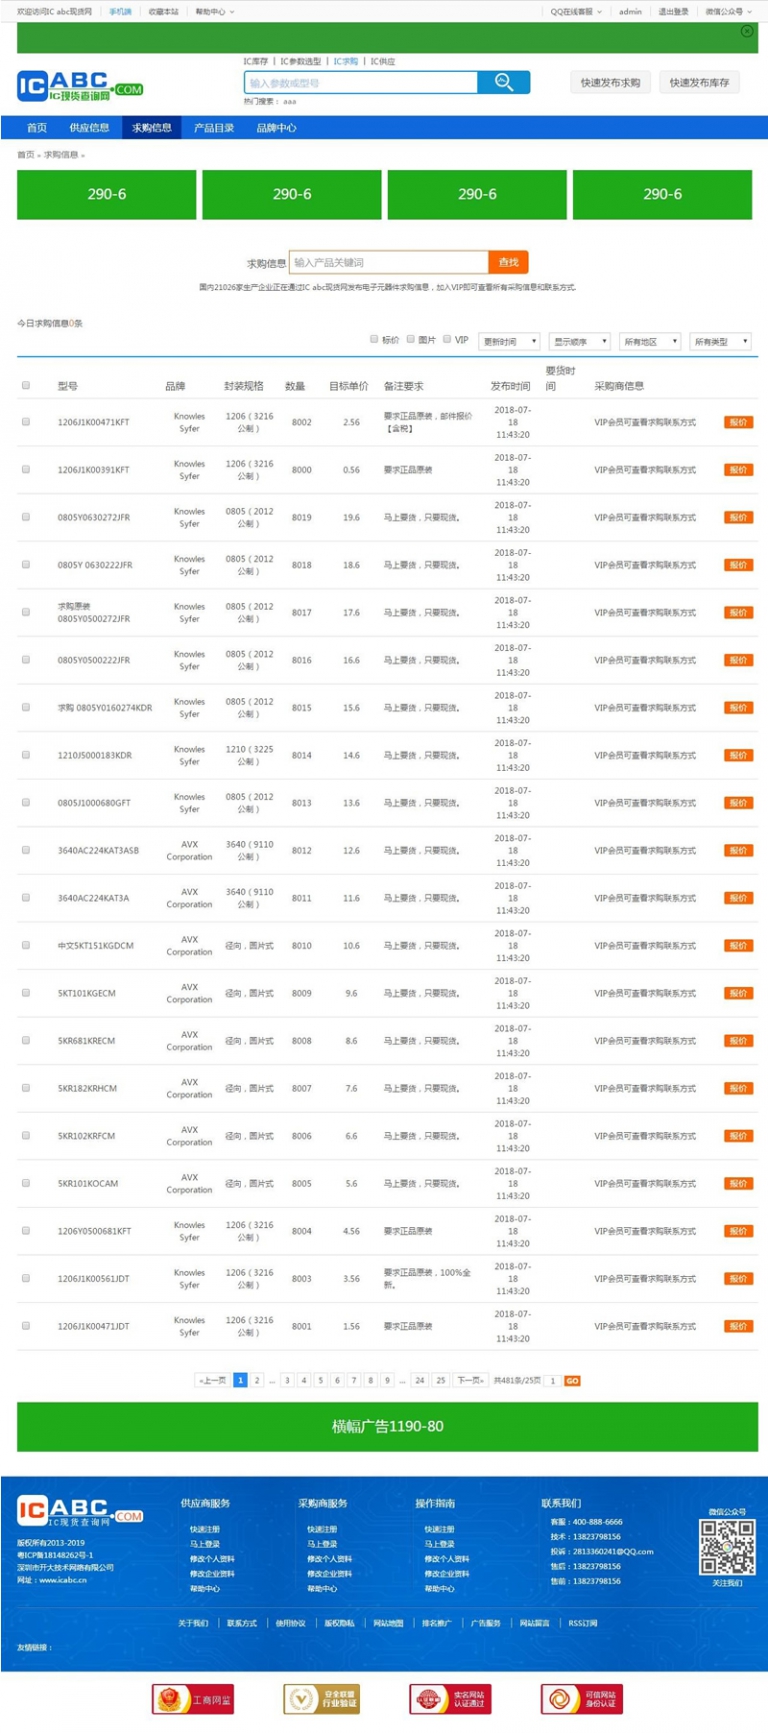 欢迎访问IC abc现货网 手机端 收藏本站 帮助中心 QQ在线客服 admin 退出登录 微信公众号
IC库存 | IC参数选型 | IC求购 | IC供应
IC ABC .COM
IC现货查询网
输入参数或型号
快速发布求购 快速发布库存
热门搜索： aaa
首页 供应信息 求购信息 产品目录 品牌中心
首页 » 求购信息 »
290-6 290-6 290-6 290-6
求购信息 输入产品关键词 查找
国内21026家生产企业正在通过IC abc现货网发布电子元器件求购信息，加入VIP即可查看所有采购信息和联系方式.
今日求购信息0条
标价 图片 VIP 更新时间 显示顺序 所有地区 所有类型
型号 品牌 封装规格 数量 目标单价 备注要求 发布时间 要货时间 采购商信息
1206J1K00471KFT Knowles Syfer 1206（3216公制） 8002 2.56 要求正品原装，邮件报价【含税】 2018-07-18 11:43:20 VIP会员可查看求购联系方式 报价
1206J1K00391KFT Knowles Syfer 1206（3216公制） 8000 0.56 要求正品原装 2018-07-18 11:43:20 VIP会员可查看求购联系方式 报价
0805Y0630272JFR Knowles Syfer 0805（2012公制） 8019 19.6 马上要货，只要现货。 2018-07-18 11:43:20 VIP会员可查看求购联系方式 报价
0805Y 0630222JFR Knowles Syfer 0805（2012公制） 8018 18.6 马上要货，只要现货。 2018-07-18 11:43:20 VIP会员可查看求购联系方式 报价
求购原装 0805Y0500272JFR Knowles Syfer 0805（2012公制） 8017 17.6 马上要货，只要现货。 2018-07-18 11:43:20 VIP会员可查看求购联系方式 报价
0805Y0500222JFR Knowles Syfer 0805（2012公制） 8016 16.6 马上要货，只要现货。 2018-07-18 11:43:20 VIP会员可查看求购联系方式 报价
求购 0805Y0160274KDR Knowles Syfer 0805（2012公制） 8015 15.6 马上要货，只要现货。 2018-07-18 11:43:20 VIP会员可查看求购联系方式 报价
1210J5000183KDR Knowles Syfer 1210（3225公制） 8014 14.6 马上要货，只要现货。 2018-07-18 11:43:20 VIP会员可查看求购联系方式 报价
0805J1000680GFT Knowles Syfer 0805（2012公制） 8013 13.6 马上要货，只要现货。 2018-07-18 11:43:20 VIP会员可查看求购联系方式 报价
3640AC224KAT3ASB AVX Corporation 3640（9110公制） 8012 12.6 马上要货，只要现货。 2018-07-18 11:43:20 VIP会员可查看求购联系方式 报价
3640AC224KAT3A AVX Corporation 3640（9110公制） 8011 11.6 马上要货，只要现货。 2018-07-18 11:43:20 VIP会员可查看求购联系方式 报价
中文5KT151KGDCM AVX Corporation 径向，圆片式 8010 10.6 马上要货，只要现货。 2018-07-18 11:43:20 VIP会员可查看求购联系方式 报价
5KT101KGECM AVX Corporation 径向，圆片式 8009 9.6 马上要货，只要现货。 2018-07-18 11:43:20 VIP会员可查看求购联系方式 报价
5KR681KRECM AVX Corporation 径向，圆片式 8008 8.6 马上要货，只要现货。 2018-07-18 11:43:20 VIP会员可查看求购联系方式 报价
5KR182KRHCM AVX Corporation 径向，圆片式 8007 7.6 马上要货，只要现货。 2018-07-18 11:43:20 VIP会员可查看求购联系方式 报价
5KR102KRFCM AVX Corporation 径向，圆片式 8006 6.6 马上要货，只要现货。 2018-07-18 11:43:20 VIP会员可查看求购联系方式 报价
5KR101KOCAM AVX Corporation 径向，圆片式 8005 5.6 马上要货，只要现货。 2018-07-18 11:43:20 VIP会员可查看求购联系方式 报价
1206Y0500681KFT Knowles Syfer 1206（3216公制） 8004 4.56 要求正品原装 2018-07-18 11:43:20 VIP会员可查看求购联系方式 报价
1206J1K00561JDT Knowles Syfer 1206（3216公制） 8003 3.56 要求正品原装，100%全新。 2018-07-18 11:43:20 VIP会员可查看求购联系方式 报价
1206J1K00471JDT Knowles Syfer 1206（3216公制） 8001 1.56 要求正品原装 2018-07-18 11:43:20 VIP会员可查看求购联系方式 报价
«上一页 1 2 … 3 4 5 6 7 8 9 … 24 25 下一页» 共481条/25页 1 GO
横幅广告1190-80
IC ABC .COM
IC现货查询网
版权所有2013-2019
粤ICP备18148262号-1
深圳市开大技术网络有限公司
网址：www.icabc.cn
供应商服务 采购商服务 操作指南 联系我们
快速注册 快速注册 快速注册 客服：400-888-6666
马上登录 马上登录 马上登录 技术：13823798156
修改个人资料 修改个人资料 修改个人资料 投诉：2813360241@QQ.com
修改企业资料 修改企业资料 修改企业资料 售后：13823798156
帮助中心 帮助中心 帮助中心 售前：13823798156
微信公众号
关注我们
关于我们 | 联系方式 | 使用协议 | 版权隐私 | 网站地图 | 排名推广 | 广告服务 | 网站留言 | RSS订阅
友情链接：
工商网监 安全联盟 行业验证 实名网站 认证通过 可信网站 身份认证